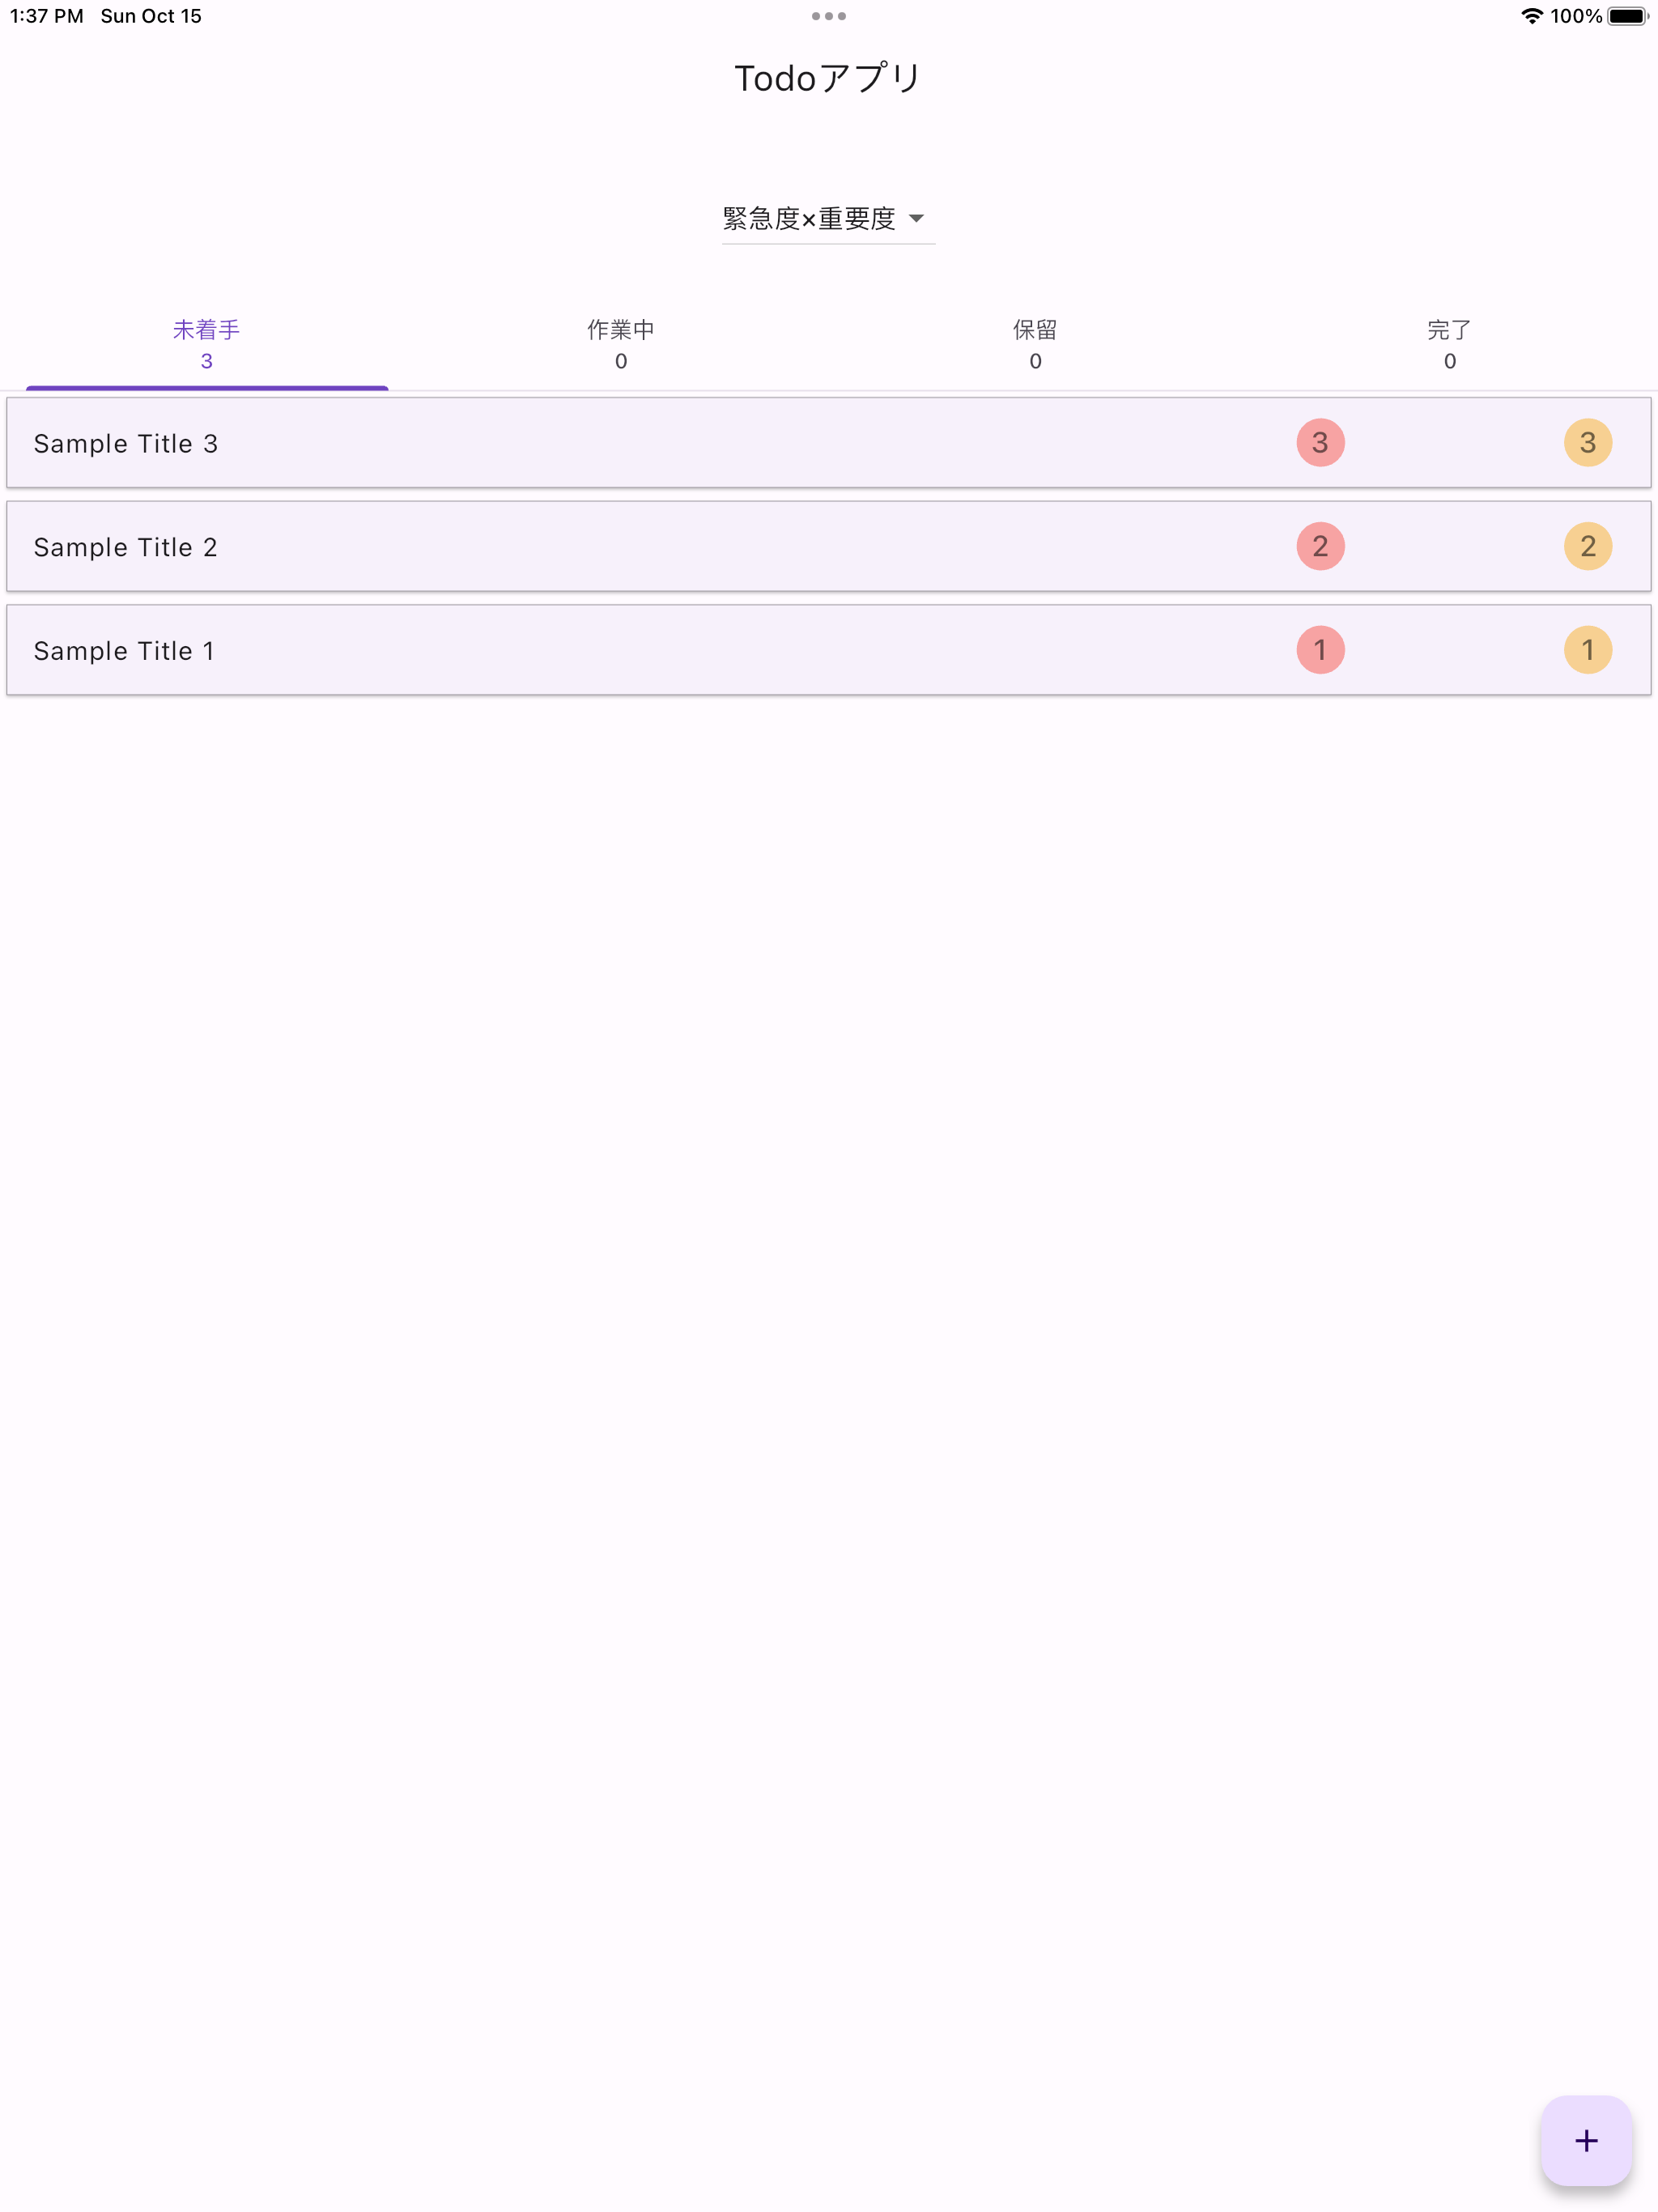 1:37 PM Sun Oct 15
100%
Todoアプリ
緊急度×重要度
未着手 作業中 保留 完了
3 0 0 0
Sample Title 3 3 3
Sample Title 2 2 2
Sample Title 1 1 1
+